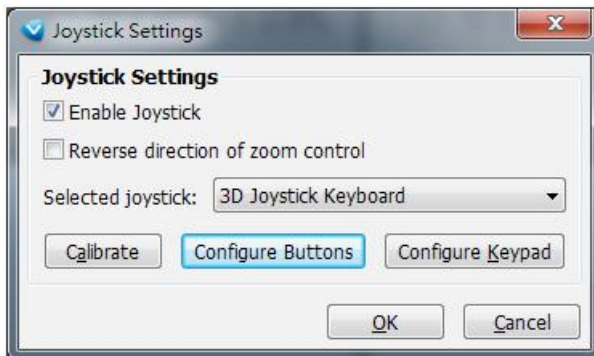 Joystick Settings
Joystick Settings
Enable Joystick
Reverse direction of zoom control
Selected joystick: 3D Joystick Keyboard
Calibrate Configure Buttons Configure Keypad
OK Cancel